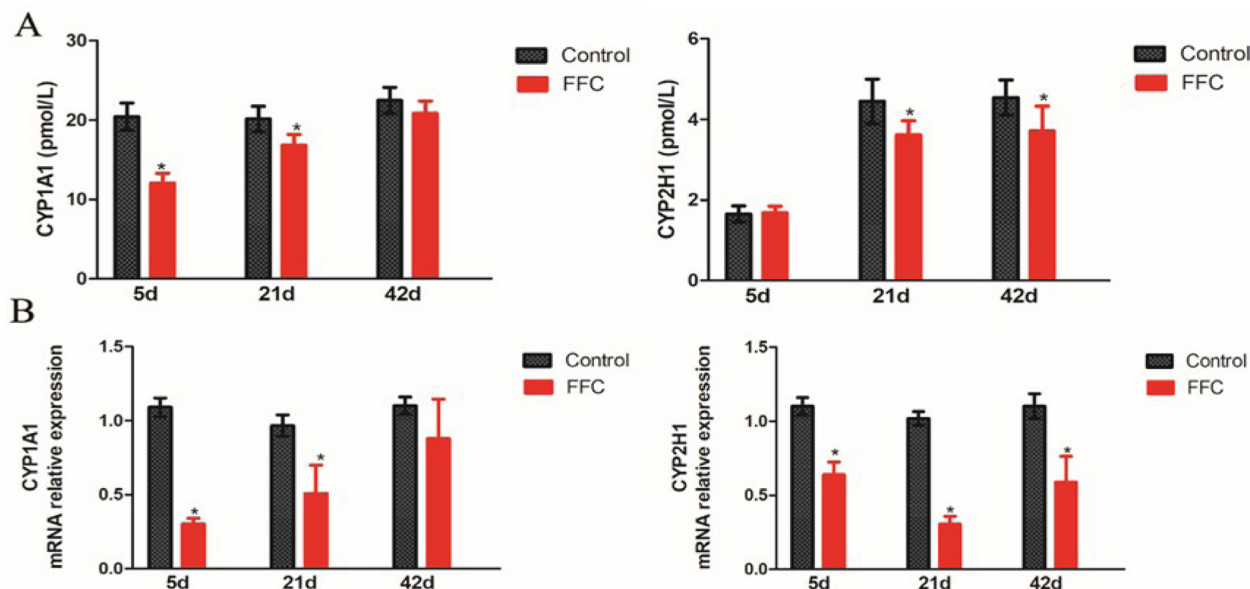 A
CYP1A1 (pmol/L)
30
20
10
0
*
*
5d
21d
42d
Control
FFC
CYP2H1 (pmol/L)
6
4
2
0
*
*
5d
21d
42d
Control
FFC
B
CYP1A1
mRNA relative expression
1.5
1.0
0.5
0.0
*
*
5d
21d
42d
Control
FFC
CYP2H1
mRNA relative expression
1.5
1.0
0.5
0.0
*
*
*
5d
21d
42d
Control
FFC